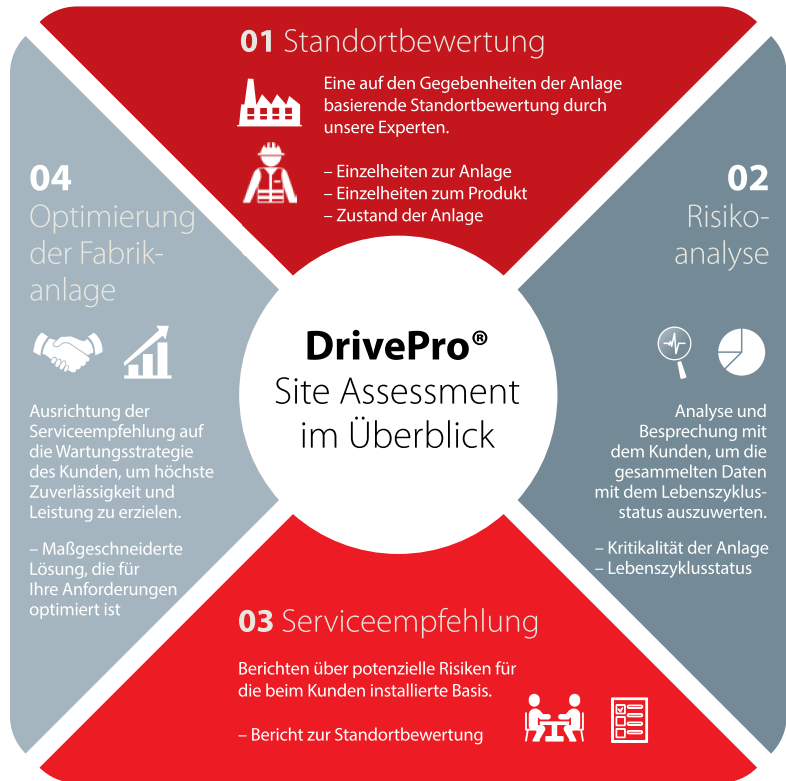 01 Standortbewertung
Eine auf den Gegebenheiten der Anlage
basierende Standortbewertung durch
unsere Experten.
– Einzelheiten zur Anlage
– Einzelheiten zum Produkt
– Zustand der Anlage
02
Risiko-
analyse
Analyse und
Besprechung mit
dem Kunden, um die
gesammelten Daten
mit dem Lebenszyklus-
status auszuwerten.
– Kritikalität der Anlage
– Lebenszyklusstatus
03 Serviceempfehlung
Berichten über potenzielle Risiken für
die beim Kunden installierte Basis.
– Bericht zur Standortbewertung
04
Optimierung
der Fabrik-
anlage
Ausrichtung der
Serviceempfehlung auf
die Wartungsstrategie
des Kunden, um höchste
Zuverlässigkeit und
Leistung zu erzielen.
– Maßgeschneiderte
Lösung, die für
Ihre Anforderungen
optimiert ist
DrivePro®
Site Assessment
im Überblick